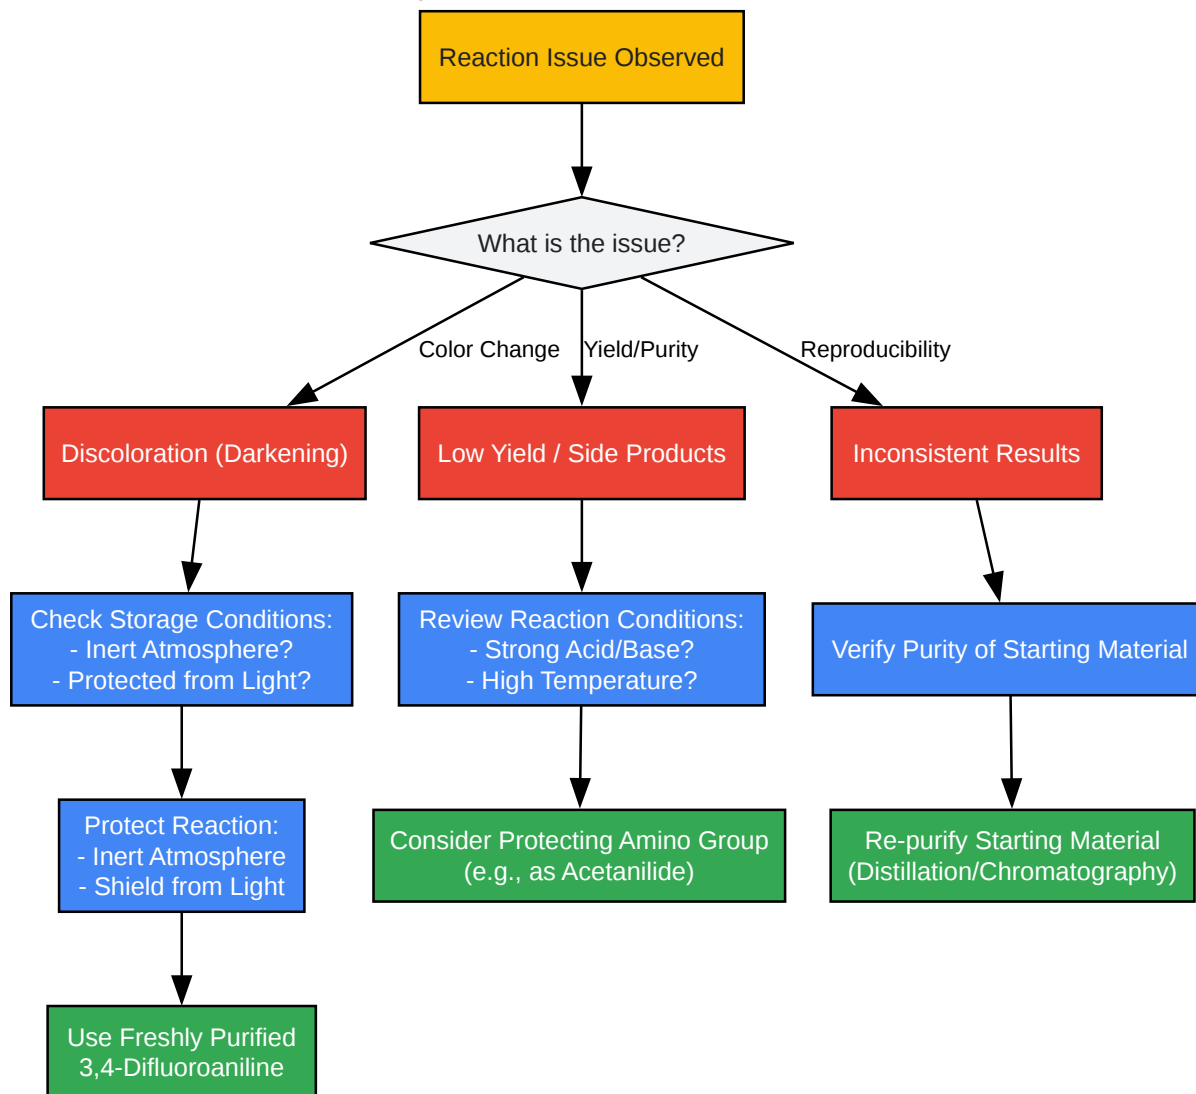 Reaction Issue Observed
What is the issue?
Color Change
Yield/Purity
Reproducibility
Discoloration (Darkening)
Low Yield / Side Products
Inconsistent Results
Check Storage Conditions:
- Inert Atmosphere?
- Protected from Light?
Review Reaction Conditions:
- Strong Acid/Base?
- High Temperature?
Verify Purity of Starting Material
Protect Reaction:
- Inert Atmosphere
- Shield from Light
Consider Protecting Amino Group
(e.g., as Acetanilide)
Re-purify Starting Material
(Distillation/Chromatography)
Use Freshly Purified
3,4-Difluoroaniline